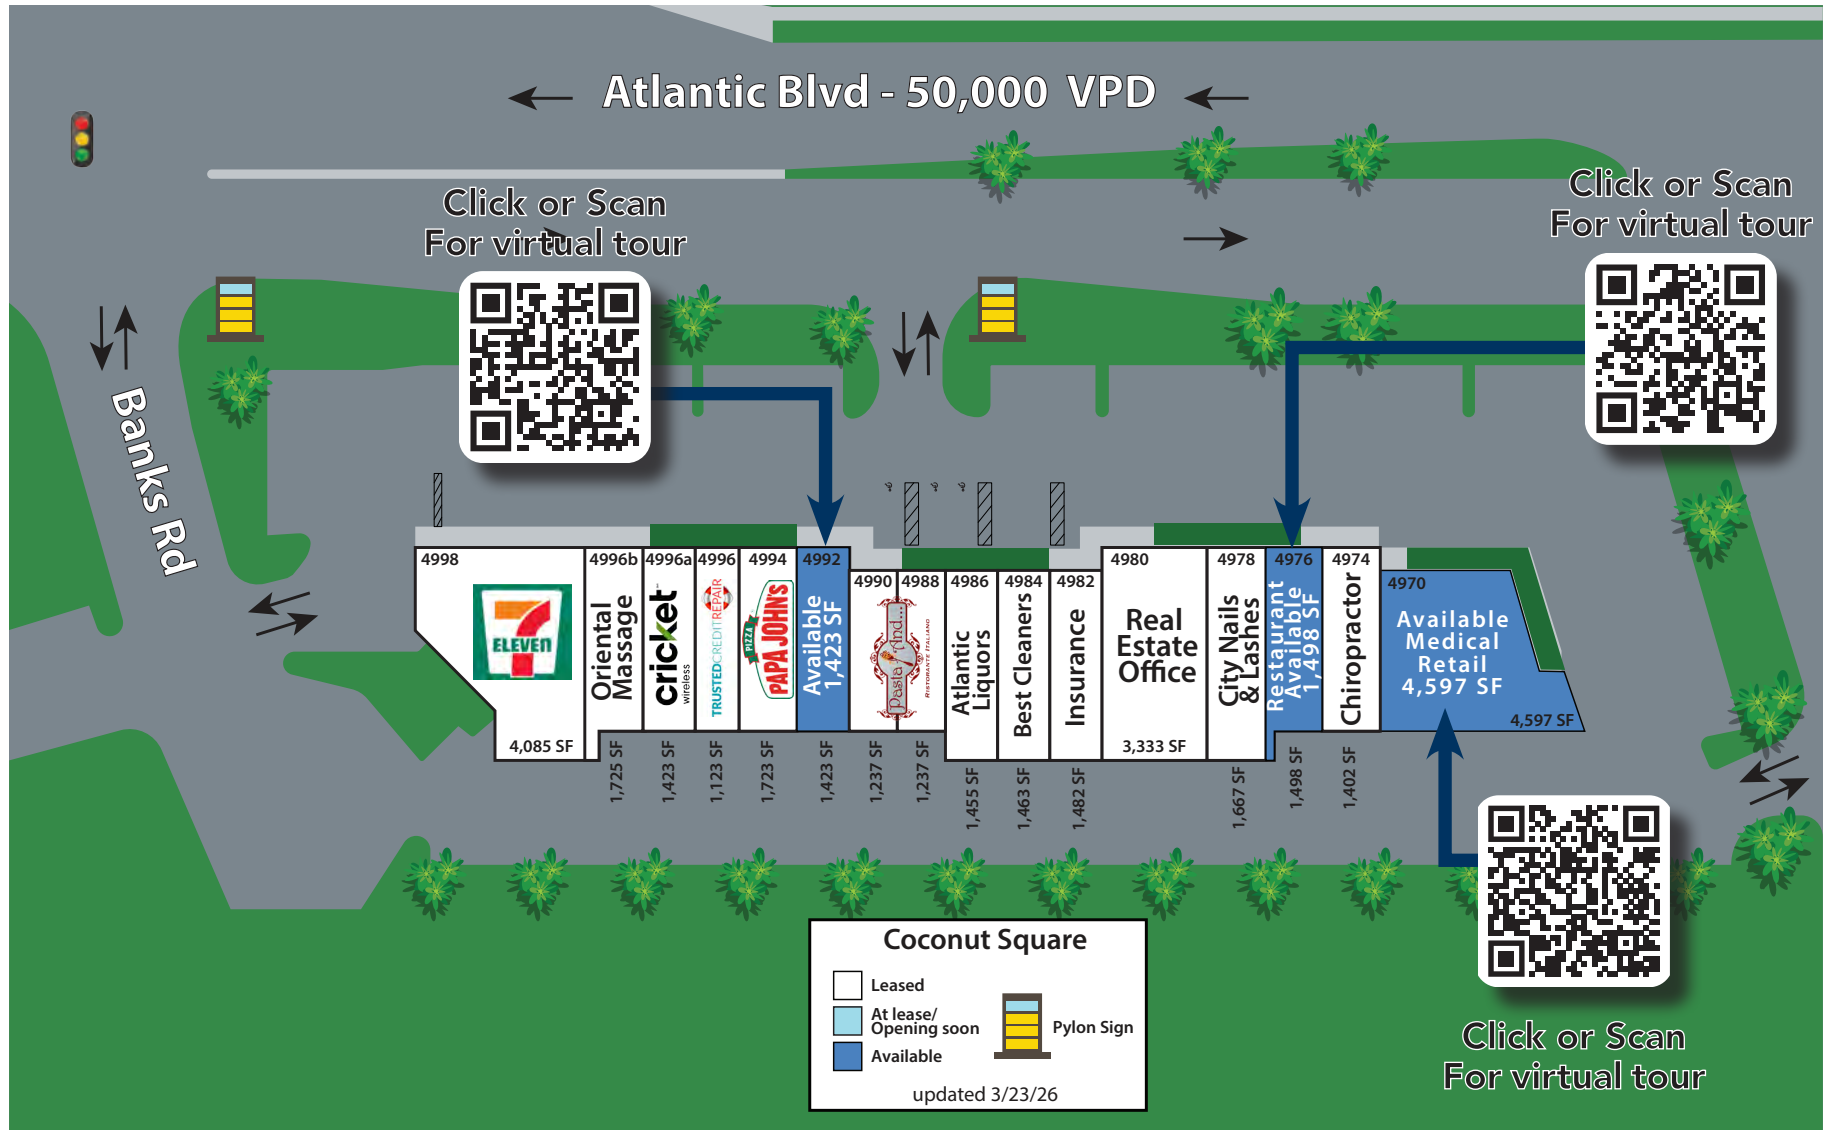 Atlantic Blvd - 50,000 VPD
Click or Scan
For virtual tour
Click or Scan
For virtual tour
Banks Rd
4998
7
ELEVEN
4,085 SF
4996b
Oriental
Massage
1,725 SF
4996a
cricket
wireless
1,423 SF
4996
TRUSTEDCREDITREPAIR
1,123 SF
4994
PIZZA
PAPA JOHN'S
1,723 SF
4992
Available
1,423 SF
1,423 SF
4990
4988
Pasta And...
RISTORANTE ITALIANO
1,237 SF
1,237 SF
4986
Atlantic
Liquors
1,455 SF
4984
Best Cleaners
1,463 SF
4982
Insurance
1,482 SF
4980
Real
Estate
Office
3,333 SF
4978
City Nails
& Lashes
1,667 SF
4976
Restaurant
Available
1,498 SF
1,498 SF
4974
Chiropractor
1,402 SF
4970
Available
Medical
Retail
4,597 SF
4,597 SF
Coconut Square
Leased
At lease/
Opening soon
Available
Pylon Sign
updated 3/23/26
Click or Scan
For virtual tour